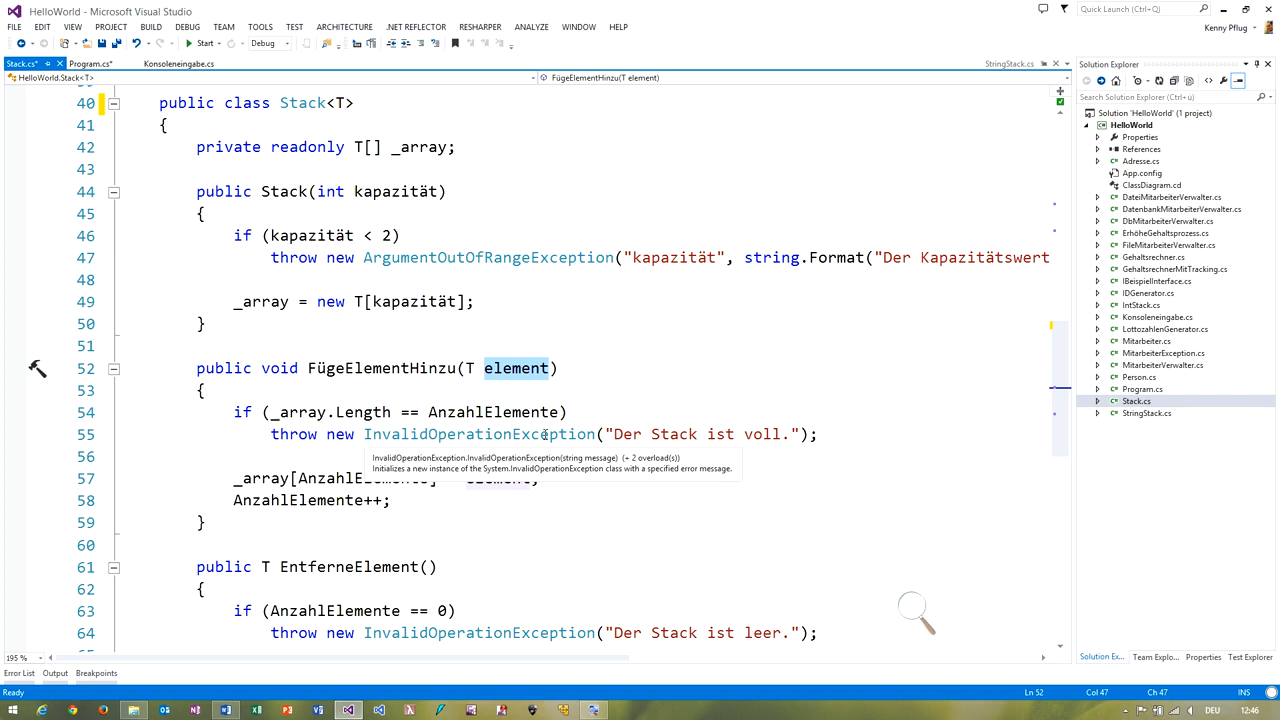 HelloWorld - Microsoft Visual Studio
Quick Launch (Ctrl+Ü)
FILE EDIT VIEW PROJECT BUILD DEBUG TEAM TOOLS TEST ARCHITECTURE .NET REFLECTOR RESHARPER ANALYZE WINDOW HELP
Kenny Pflug
Start Debug
Stack.cs* Program.cs* Konsoleneingabe.cs StringStack.cs
HelloWorld.Stack<T> FügeElementHinzu(T element)
40 public class Stack<T>
41 {
42 private readonly T[] _array;
43
44 public Stack(int kapazität)
45 {
46 if (kapazität < 2)
47 throw new ArgumentOutOfRangeException("kapazität", string.Format("Der Kapazitätswert
48
49 _array = new T[kapazität];
50 }
51
52 public void FügeElementHinzu(T element)
53 {
54 if (_array.Length == AnzahlElemente)
55 throw new InvalidOperationException("Der Stack ist voll.");
56
InvalidOperationException.InvalidOperationException(string message) (+ 2 overload(s))
Initializes a new instance of the System.InvalidOperationException class with a specified error message.
57 _array[AnzahlElemente] = element;
58 AnzahlElemente++;
59 }
60
61 public T EntferneElement()
62 {
63 if (AnzahlElemente == 0)
64 throw new InvalidOperationException("Der Stack ist leer.");
195 %
Solution Explorer
Search Solution Explorer (Ctrl+ü)
Solution 'HelloWorld' (1 project)
HelloWorld
Properties
References
Adresse.cs
App.config
ClassDiagram.cd
DateiMitarbeiterVerwalter.cs
DatenbankMitarbeiterVerwalter.cs
DbMitarbeiterVerwalter.cs
ErhöheGehaltsprozess.cs
FileMitarbeiterVerwalter.cs
Gehaltsrechner.cs
GehaltsrechnerMitTracking.cs
IBeispielInterface.cs
IDGenerator.cs
IntStack.cs
Konsoleneingabe.cs
LottozahlenGenerator.cs
Mitarbeiter.cs
MitarbeiterException.cs
MitarbeiterVerwalter.cs
Person.cs
Program.cs
Stack.cs
StringStack.cs
Solution Ex... Team Explo... Properties Test Explorer
Error List Output Breakpoints
Ready Ln 52 Col 47 Ch 47 INS
DEU 12:46